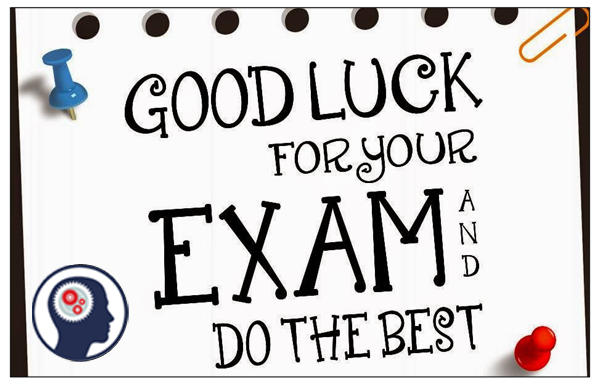 GOOD LUCK
FOR YOUR
EXAM AND
DO THE BEST